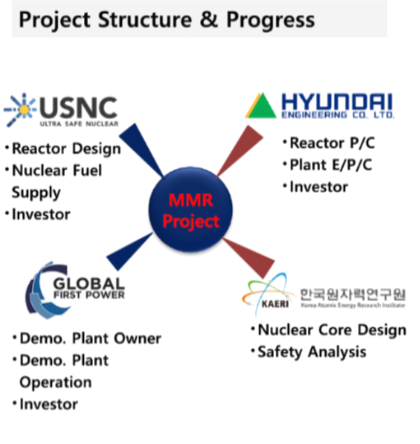 Project Structure & Progress
USNC
ULTRA SAFE NUCLEAR
•Reactor Design
•Nuclear Fuel
Supply
•Investor
HYUNDAI
ENGINEERING CO. LTD.
•Reactor P/C
•Plant E/P/C
•Investor
MMR
Project
GLOBAL
FIRST POWER
•Demo. Plant Owner
•Demo. Plant
Operation
•Investor
KAERI
한국원자력연구원
Korea Atomic Energy Research Institute
•Nuclear Core Design
•Safety Analysis